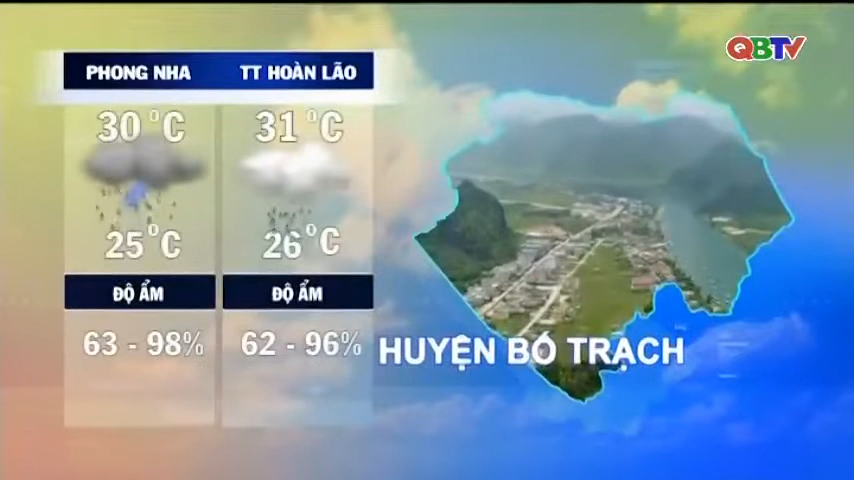 QBTV
PHONG NHA
TT HOÀN LÃO
30°C
31°C
25°C
26°C
ĐỘ ẨM
ĐỘ ẨM
63 - 98%
62 - 96%
HUYỆN BỐ TRẠCH